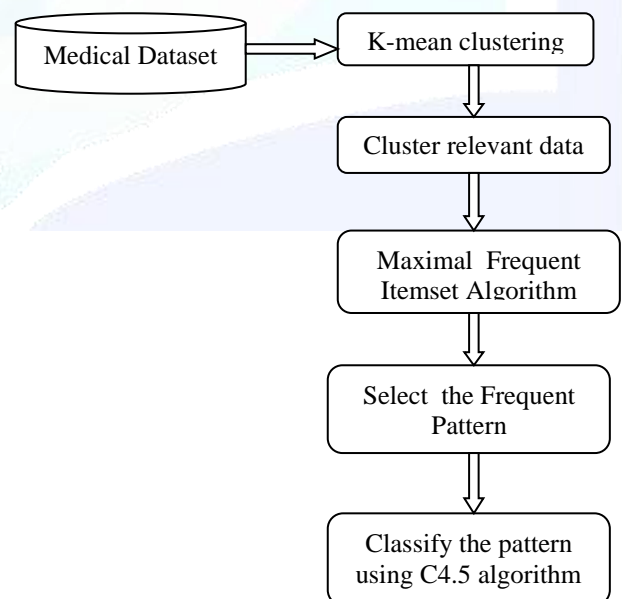 Medical Dataset
K-mean clustering
Cluster relevant data
Maximal Frequent
Itemset Algorithm
Select the Frequent
Pattern
Classify the pattern
using C4.5 algorithm